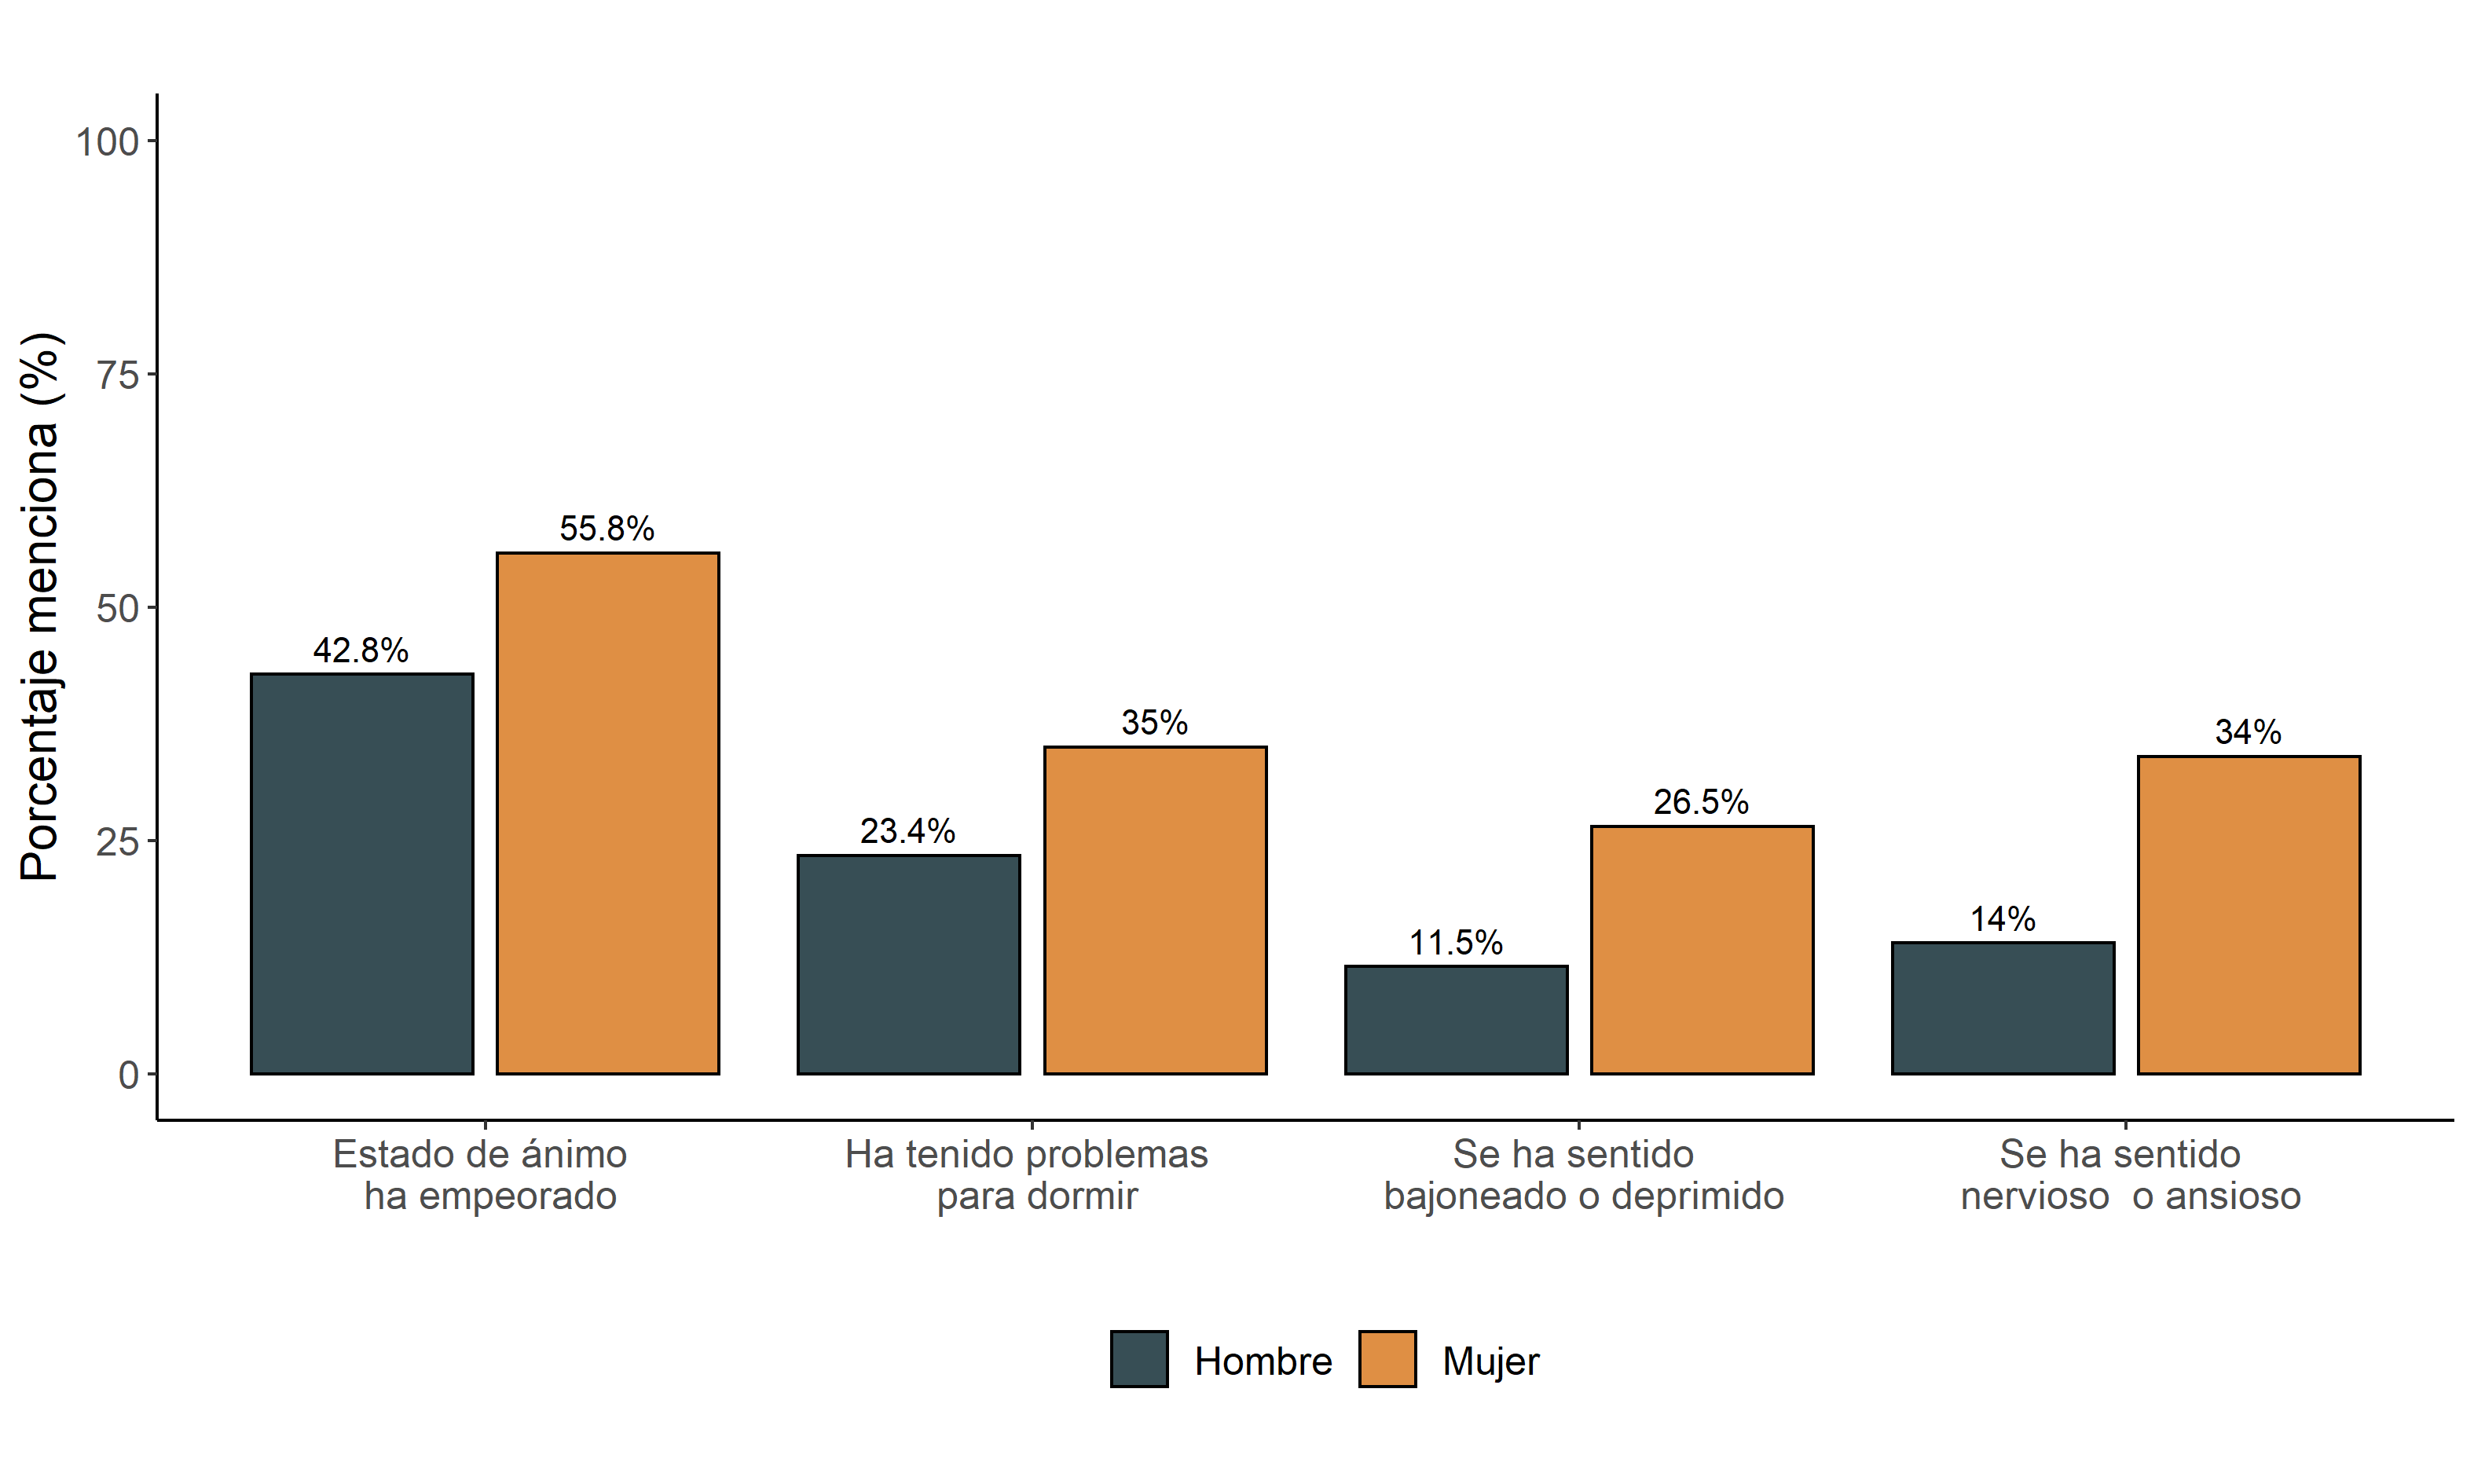 Porcentaje menciona (%)
100
75
50
25
0
42.8%
55.8%
23.4%
35%
11.5%
26.5%
14%
34%
Estado de ánimo
ha empeorado
Ha tenido problemas
para dormir
Se ha sentido
bajoneado o deprimido
Se ha sentido
nervioso  o ansioso
Hombre
Mujer